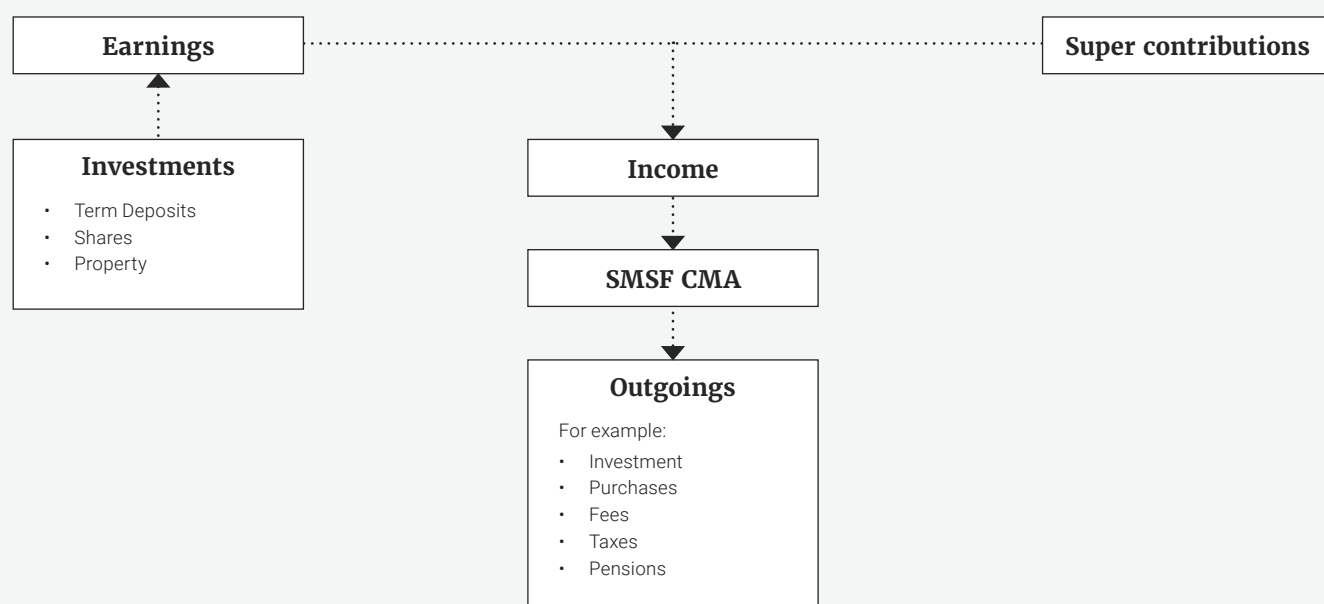 Earnings
Super contributions
Investments
• Term Deposits
• Shares
• Property
Income
SMSF CMA
Outgoings
For example:
• Investment
• Purchases
• Fees
• Taxes
• Pensions